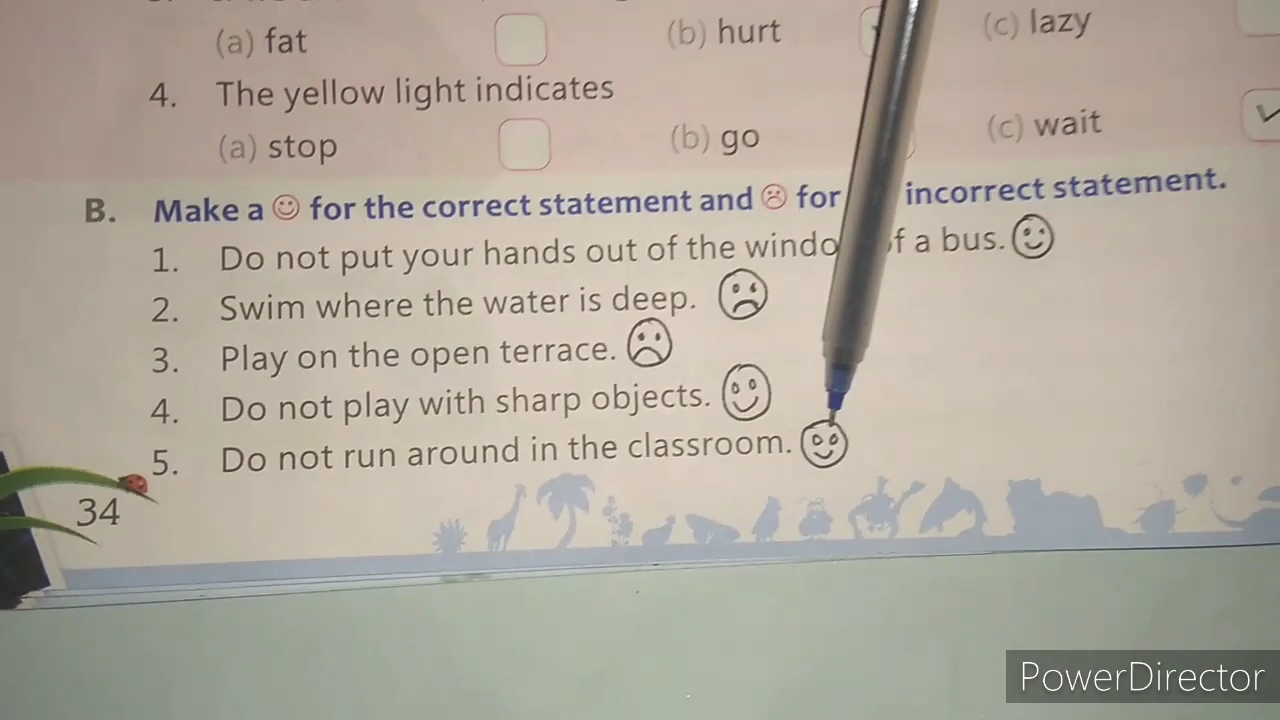 (a) fat (b) hurt (c) lazy
4. The yellow light indicates
(a) stop (b) go (c) wait
B. Make a for the correct statement and for incorrect statement.
1. Do not put your hands out of the of a bus.
2. Swim where the water is deep.
3. Play on the open terrace.
4. Do not play with sharp objects.
5. Do not run around in the classroom.
34
PowerDirector